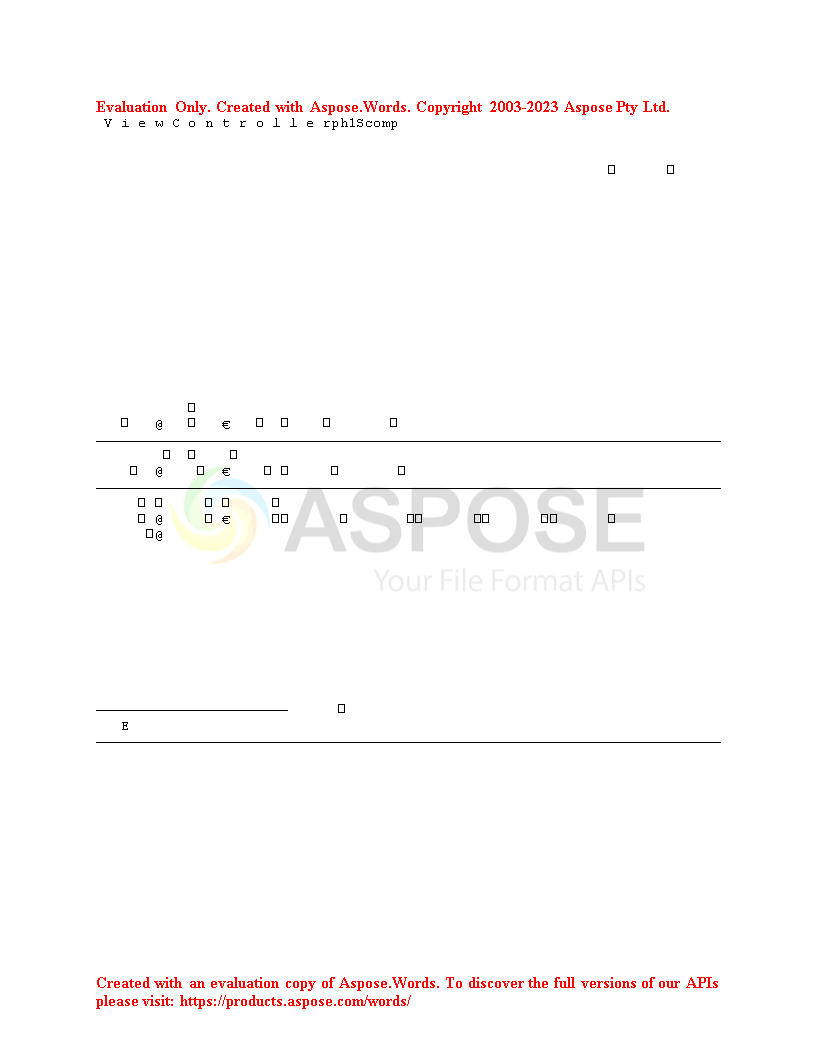 Evaluation Only. Created with Aspose.Words. Copyright 2003-2023 Aspose Pty Ltd.
V i e w C o n t r o l l e rph1Scomp
□ □
□
□ @ □ € □ □ □ □
□ □ □
□ @ □ € □ □ □ □
□ □ □ □ □
□ @ □ € □□ □ □□ □□ □□ □
□@
ASPOSE
Your File Format APIs
□
E
Created with an evaluation copy of Aspose.Words. To discover the full versions of our APIs
please visit: https://products.aspose.com/words/